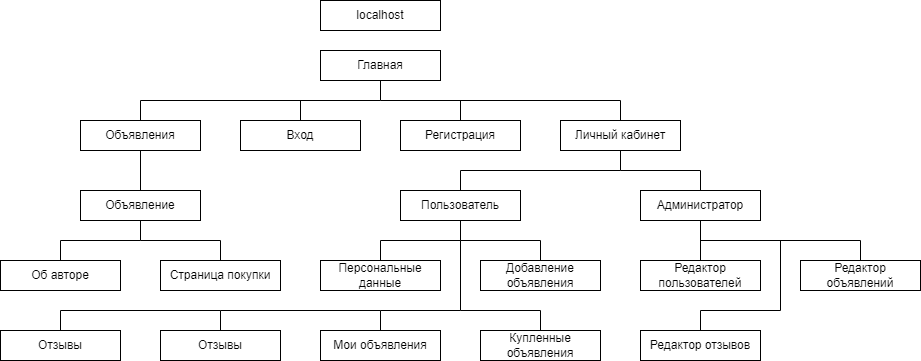 localhost
Главная
Объявления
Вход
Регистрация
Личный кабинет
Объявление
Пользователь
Администратор
Об авторе
Страница покупки
Персональные
данные
Добавление
объявления
Редактор
пользователей
Редактор
объявлений
Отзывы
Отзывы
Мои объявления
Купленные
объявления
Редактор отзывов